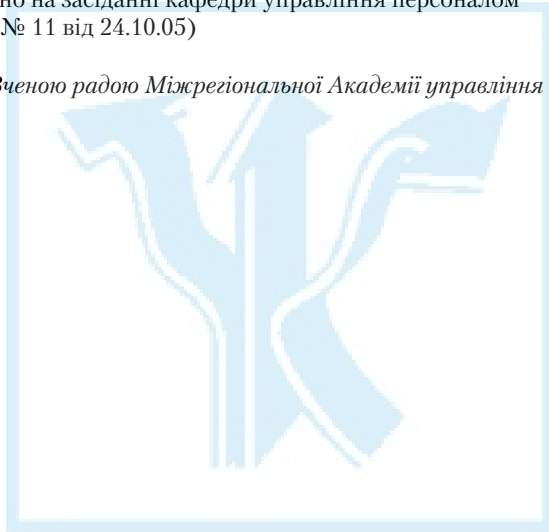 но на засіданні кафедри управління персоналом
№ 11 від 24.10.05)
Вченою радою Міжрегіональної Академії управління